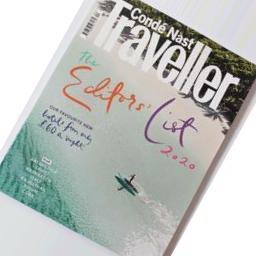 Condé Nast
Traveller
the
Editors'
List
2020
OUR FAVOURITE NEW
hotels from only
£60 a night